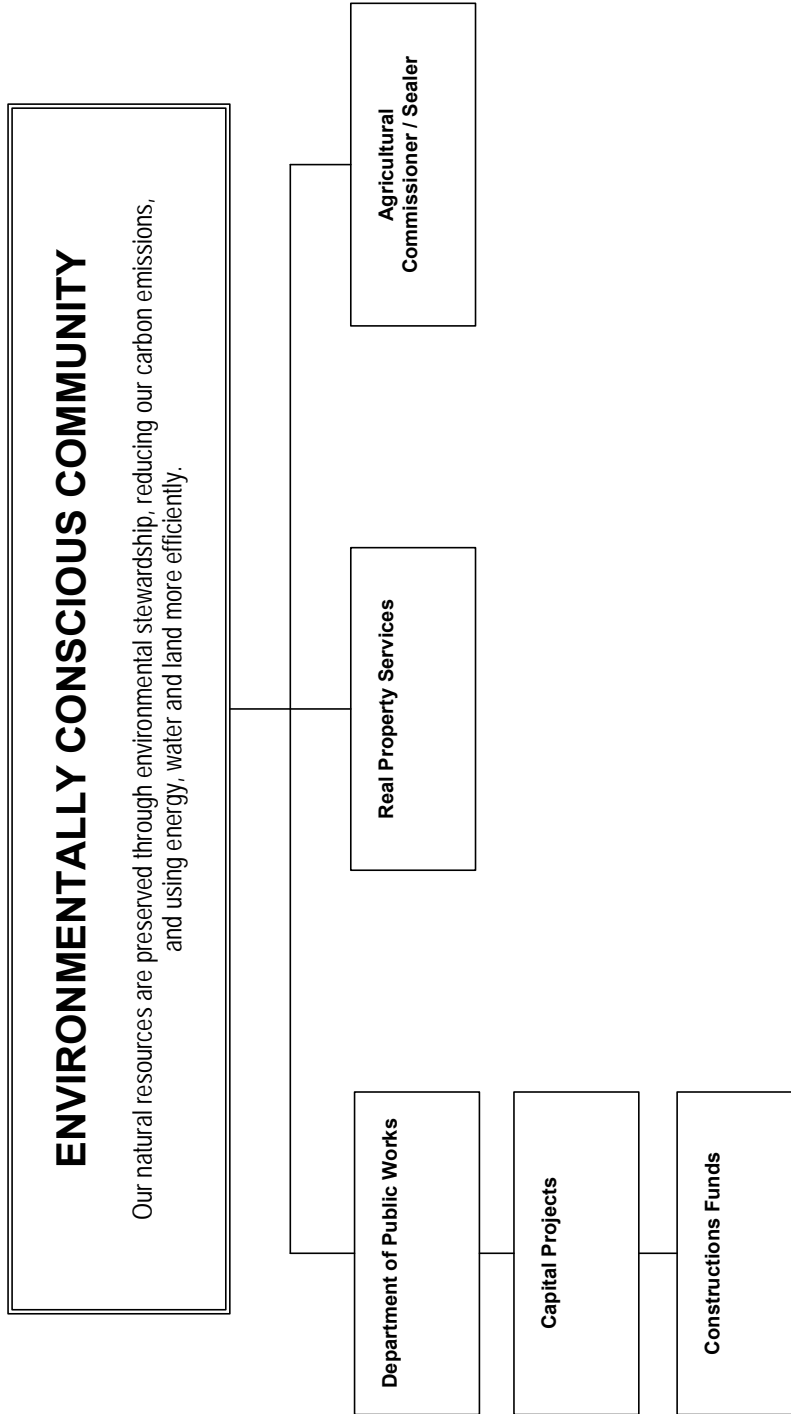 ENVIRONMENTALLY CONSCIOUS COMMUNITY
Our natural resources are preserved through environmental stewardship, reducing our carbon emissions,
and using energy, water and land more efficiently.
Department of Public Works
Capital Projects
Constructions Funds
Real Property Services
Agricultural
Commissioner / Sealer